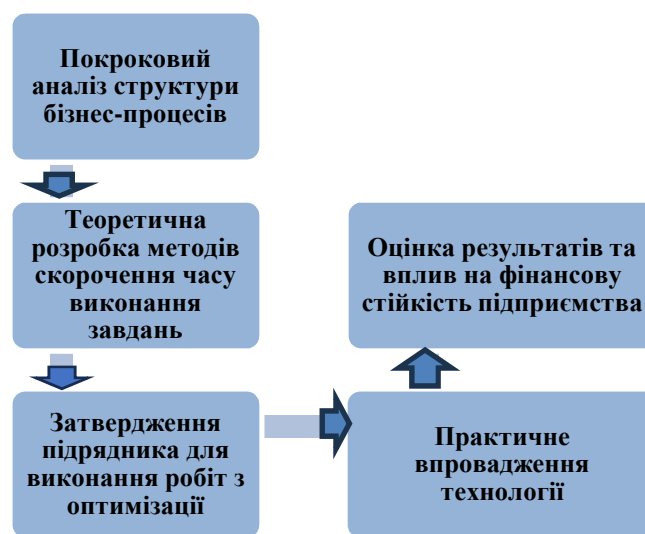 Покроковий
аналіз структури
бізнес-процесів
Теоретична
розробка методів
скорочення часу
виконання
завдань
Затвердження
підрядника для
виконання робіт з
оптимізації
Практичне
впровадження
технології
Оцінка результатів та
вплив на фінансову
стійкість підприємства